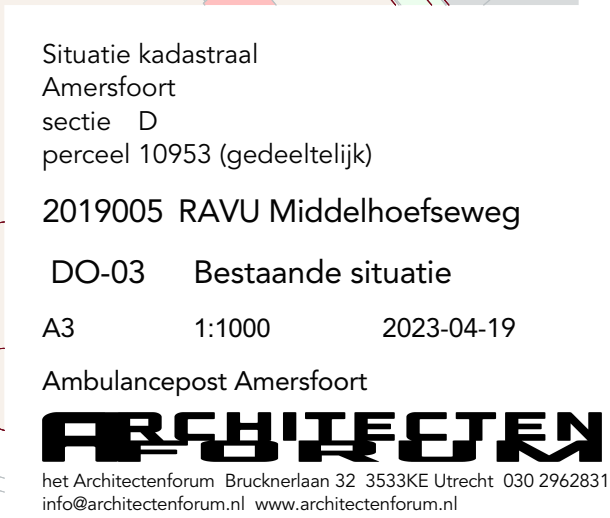 Situatie kadastraal
Amersfoort
sectie D
perceel 10953 (gedeeltelijk)
2019005 RAVU Middelhoefseweg
DO-03 Bestaande situatie
A3 1:1000 2023-04-19
Ambulancepost Amersfoort
ARCHITECTEN
FORUM
het Architectenforum Brucknerlaan 32 3533KE Utrecht 030 2962831
info@architectenforum.nl www.architectenforum.nl